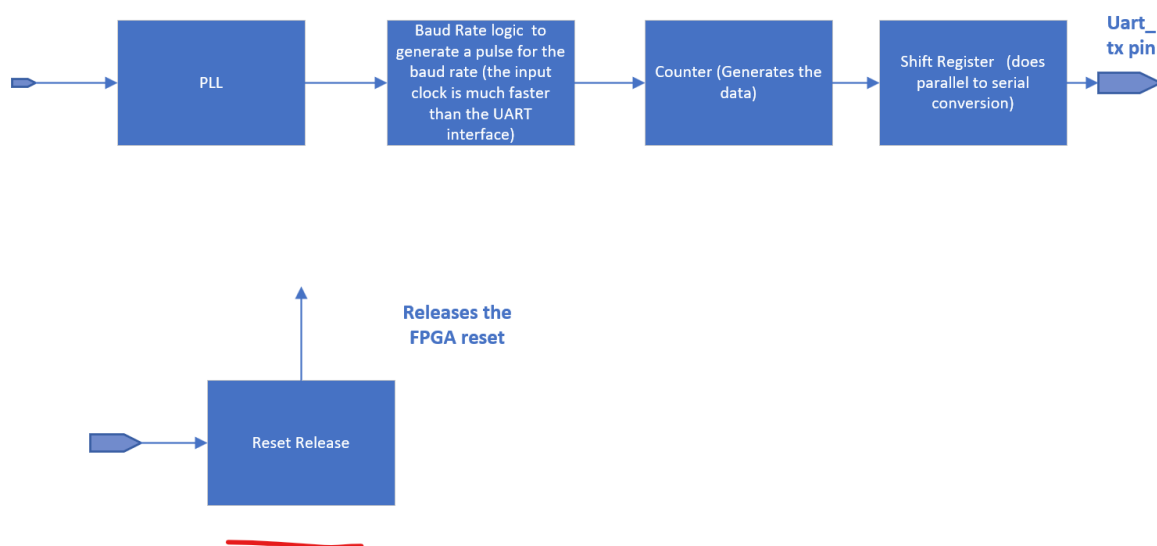 PLL
Baud Rate logic to
generate a pulse for the
baud rate (the input
clock is much faster
than the UART
interface)
Counter (Generates the
data)
Shift Register (does
parallel to serial
conversion)
Uart_
tx pin
Releases the
FPGA reset
Reset Release